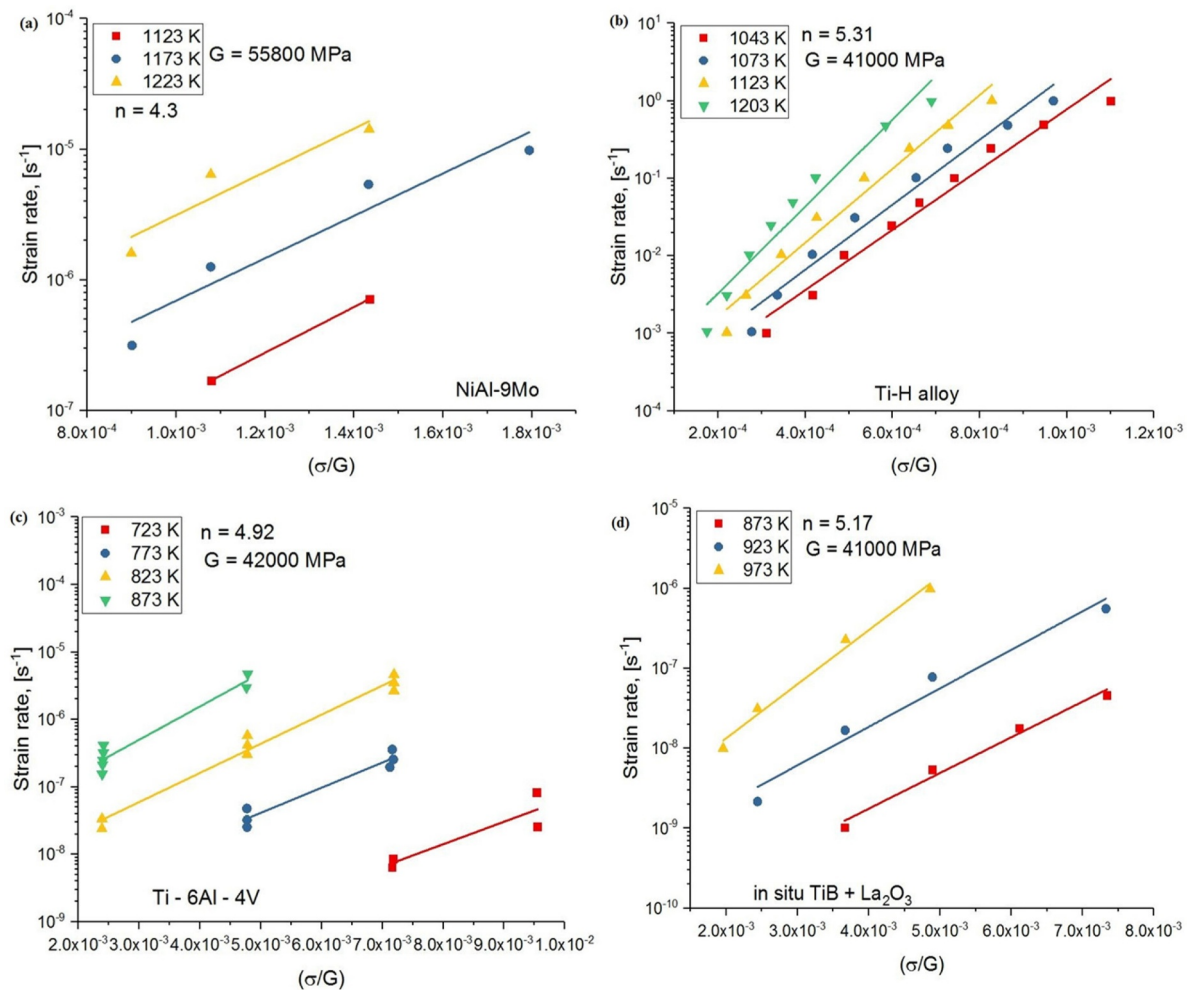 (a)
10⁻⁴
1123 K
1173 K
1223 K
G = 55800 MPa
n = 4.3
10⁻⁵
10⁻⁶
10⁻⁷
Strain rate, [s⁻¹]
NiAl-9Mo
8.0x10⁻⁴ 1.0x10⁻³ 1.2x10⁻³ 1.4x10⁻³ 1.6x10⁻³ 1.8x10⁻³
(σ/G)
(b)
10¹
1043 K
1073 K
1123 K
1203 K
n = 5.31
G = 41000 MPa
10⁰
10⁻¹
10⁻²
10⁻³
10⁻⁴
Strain rate, [s⁻¹]
Ti-H alloy
2.0x10⁻⁴ 4.0x10⁻⁴ 6.0x10⁻⁴ 8.0x10⁻⁴ 1.0x10⁻³ 1.2x10⁻³
(σ/G)
(c)
10⁻³
723 K
773 K
823 K
873 K
n = 4.92
G = 42000 MPa
10⁻⁴
10⁻⁵
10⁻⁶
10⁻⁷
10⁻⁸
10⁻⁹
Strain rate, [s⁻¹]
Ti - 6Al - 4V
2.0x10⁻³ 3.0x10⁻³ 4.0x10⁻³ 5.0x10⁻³ 6.0x10⁻³ 7.0x10⁻³ 8.0x10⁻³ 9.0x10⁻³ 1.0x10⁻²
(σ/G)
(d)
10⁻⁵
873 K
923 K
973 K
n = 5.17
G = 41000 MPa
10⁻⁶
10⁻⁷
10⁻⁸
10⁻⁹
10⁻¹⁰
Strain rate, [s⁻¹]
in situ TiB + La₂O₃
2.0x10⁻³ 3.0x10⁻³ 4.0x10⁻³ 5.0x10⁻³ 6.0x10⁻³ 7.0x10⁻³ 8.0x10⁻³
(σ/G)